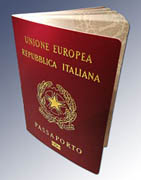 UNIONE EUROPEA
REPUBBLICA ITALIANA
PASSAPORTO